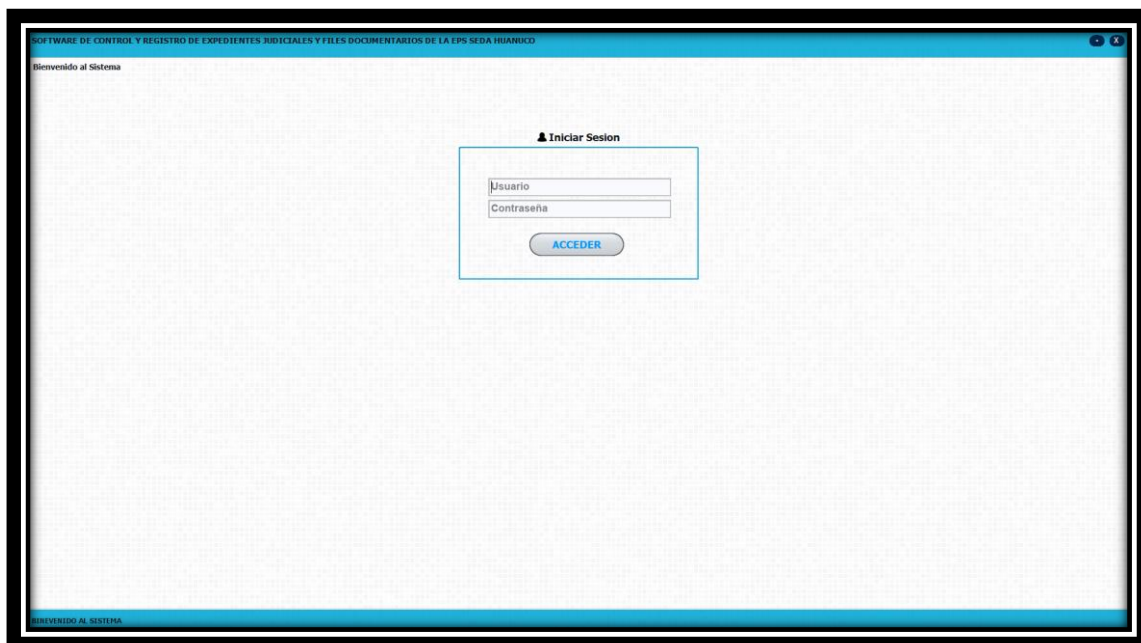 SOFTWARE DE CONTROL Y REGISTRO DE EXPEDIENTES JUDICIALES Y FILES DOCUMENTARIOS DE LA EPS SEDA HUANUCO
- X
Bienvenido al Sistema
Iniciar Sesion
Usuario
Contraseña
ACCEDER
BINEVENIDO AL SISTEMA